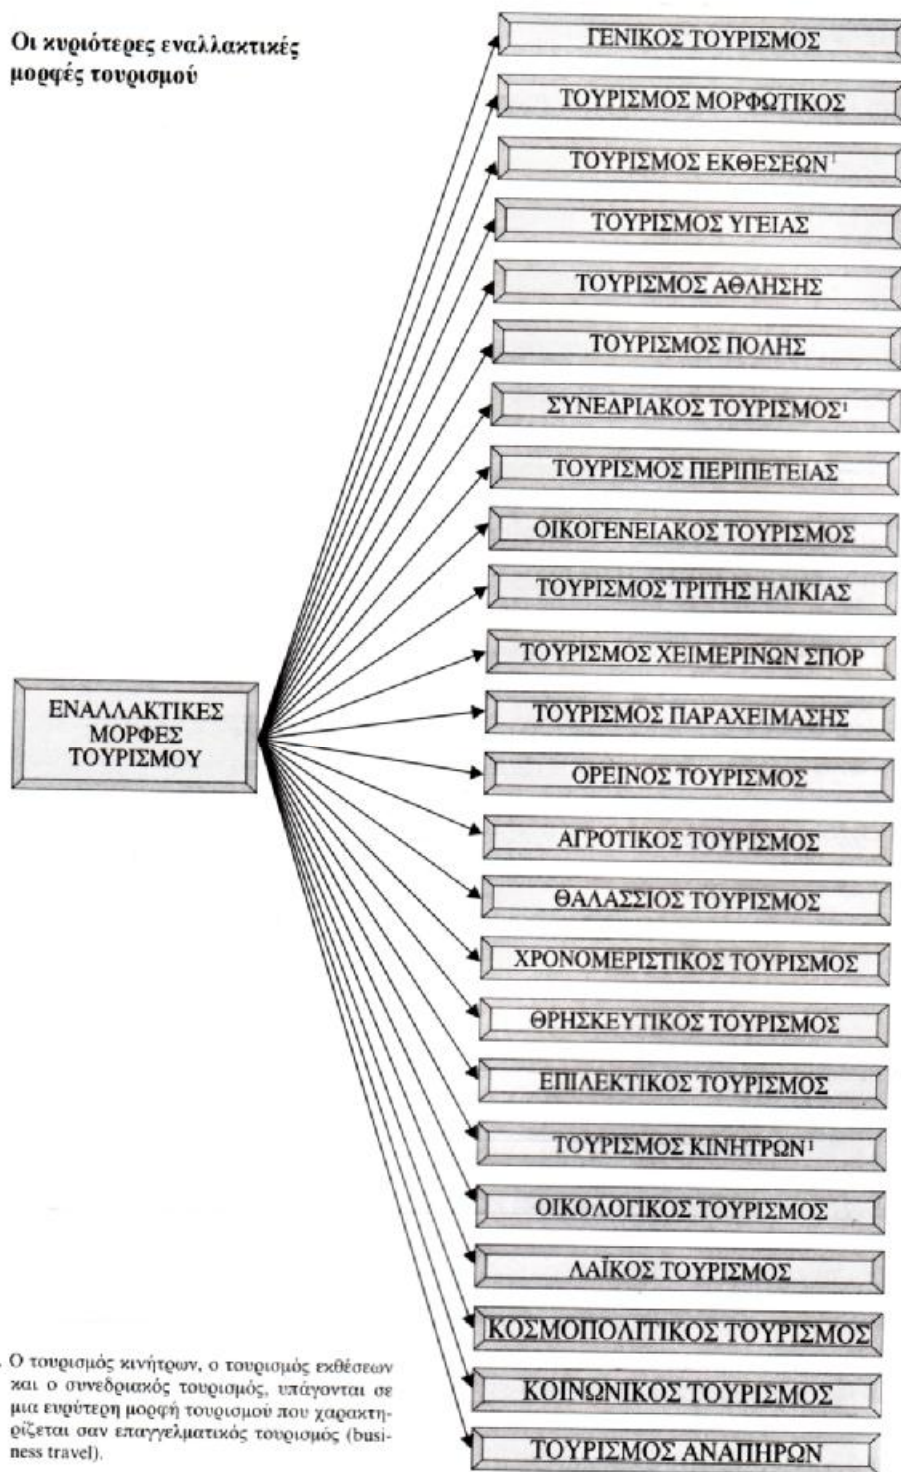 Οι κυριότερες εναλλακτικές
μορφές τουρισμού
ΓΕΝΙΚΟΣ ΤΟΥΡΙΣΜΟΣ
ΤΟΥΡΙΣΜΟΣ ΜΟΡΦΩΤΙΚΟΣ
ΤΟΥΡΙΣΜΟΣ ΕΚΘΕΣΕΩΝ¹
ΤΟΥΡΙΣΜΟΣ ΥΓΕΙΑΣ
ΤΟΥΡΙΣΜΟΣ ΑΘΛΗΣΗΣ
ΤΟΥΡΙΣΜΟΣ ΠΟΛΗΣ
ΣΥΝΕΔΡΙΑΚΟΣ ΤΟΥΡΙΣΜΟΣ¹
ΤΟΥΡΙΣΜΟΣ ΠΕΡΙΠΕΤΕΙΑΣ
ΟΙΚΟΓΕΝΕΙΑΚΟΣ ΤΟΥΡΙΣΜΟΣ
ΤΟΥΡΙΣΜΟΣ ΤΡΙΤΗΣ ΗΛΙΚΙΑΣ
ΤΟΥΡΙΣΜΟΣ ΧΕΙΜΕΡΙΝΩΝ ΣΠΟΡ
ΕΝΑΛΛΑΚΤΙΚΕΣ
ΜΟΡΦΕΣ
ΤΟΥΡΙΣΜΟΥ
ΤΟΥΡΙΣΜΟΣ ΠΑΡΑΧΕΙΜΑΣΗΣ
ΟΡΕΙΝΟΣ ΤΟΥΡΙΣΜΟΣ
ΑΓΡΟΤΙΚΟΣ ΤΟΥΡΙΣΜΟΣ
ΘΑΛΑΣΣΙΟΣ ΤΟΥΡΙΣΜΟΣ
ΧΡΟΝΟΜΕΡΙΣΤΙΚΟΣ ΤΟΥΡΙΣΜΟΣ
ΘΡΗΣΚΕΥΤΙΚΟΣ ΤΟΥΡΙΣΜΟΣ
ΕΠΙΛΕΚΤΙΚΟΣ ΤΟΥΡΙΣΜΟΣ
ΤΟΥΡΙΣΜΟΣ ΚΙΝΗΤΡΩΝ¹
ΟΙΚΟΛΟΓΙΚΟΣ ΤΟΥΡΙΣΜΟΣ
ΛΑΪΚΟΣ ΤΟΥΡΙΣΜΟΣ
ΚΟΣΜΟΠΟΛΙΤΙΚΟΣ ΤΟΥΡΙΣΜΟΣ
ΚΟΙΝΩΝΙΚΟΣ ΤΟΥΡΙΣΜΟΣ
ΤΟΥΡΙΣΜΟΣ ΑΝΑΠΗΡΩΝ
. Ο τουρισμός κινήτρων, ο τουρισμός εκθέσεων
και ο συνεδριακός τουρισμός, υπάγονται σε
μια ευρύτερη μορφή τουρισμού που χαρακτη-
ρίζεται σαν επαγγελματικός τουρισμός (busi-
ness travel).